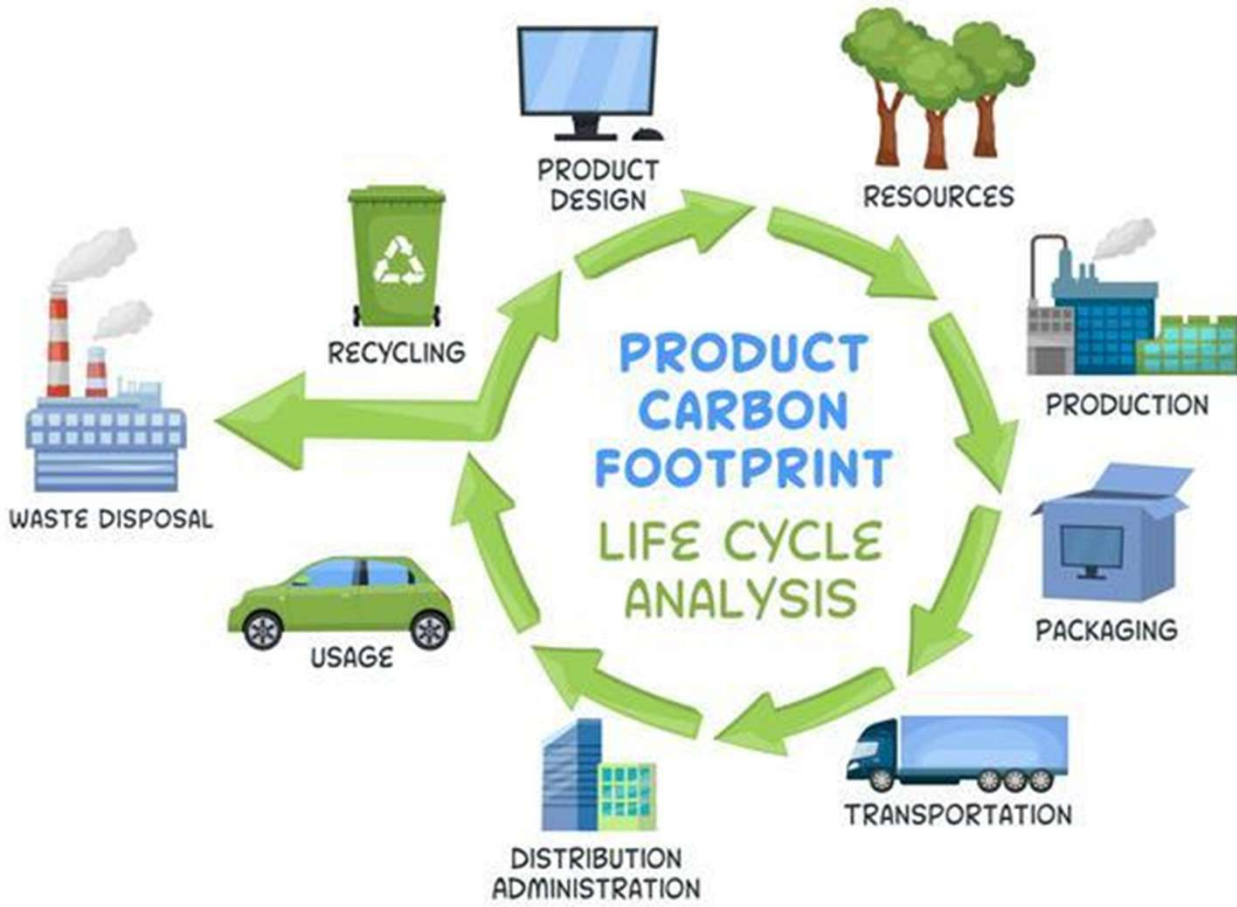 PRODUCT
DESIGN
RESOURCES
RECYCLING
PRODUCTION
PRODUCT
CARBON
FOOTPRINT
LIFE CYCLE
ANALYSIS
WASTE DISPOSAL
PACKAGING
USAGE
TRANSPORTATION
DISTRIBUTION
ADMINISTRATION